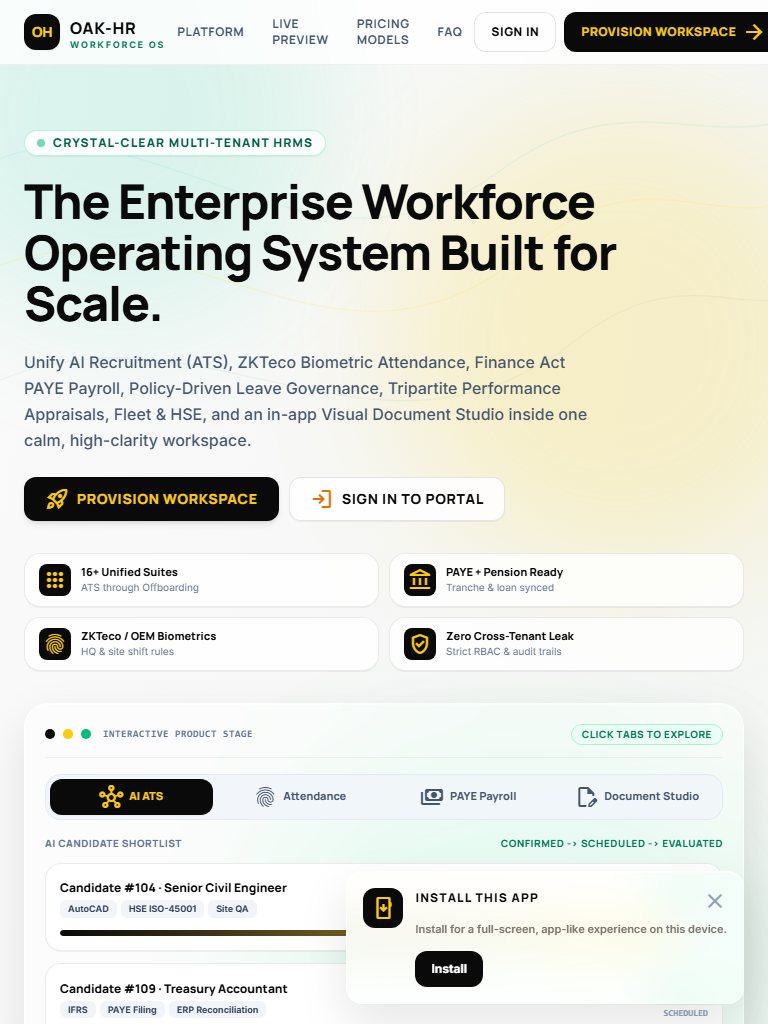 OH
OAK-HR
WORKFORCE OS
PLATFORM
LIVE PREVIEW
PRICING MODELS
FAQ
SIGN IN
PROVISION WORKSPACE
CRYSTAL-CLEAR MULTI-TENANT HRMS
The Enterprise Workforce
Operating System Built for
Scale.
Unify AI Recruitment (ATS), ZKTeco Biometric Attendance, Finance Act
PAYE Payroll, Policy-Driven Leave Governance, Tripartite Performance
Appraisals, Fleet & HSE, and an in-app Visual Document Studio inside one
calm, high-clarity workspace.
PROVISION WORKSPACE
SIGN IN TO PORTAL
16+ Unified Suites
ATS through Offboarding
PAYE + Pension Ready
Tranche & loan synced
ZKTeco / OEM Biometrics
HQ & site shift rules
Zero Cross-Tenant Leak
Strict RBAC & audit trails
INTERACTIVE PRODUCT STAGE
CLICK TABS TO EXPLORE
AI ATS
Attendance
PAYE Payroll
Document Studio
AI CANDIDATE SHORTLIST
CONFIRMED -> SCHEDULED -> EVALUATED
Candidate #104 · Senior Civil Engineer
AutoCAD
HSE ISO-45001
Site QA
INSTALL THIS APP
Install for a full-screen, app-like experience on this device.
Install
Candidate #109 · Treasury Accountant
IFRS
PAYE Filing
ERP Reconciliation
SCHEDULED